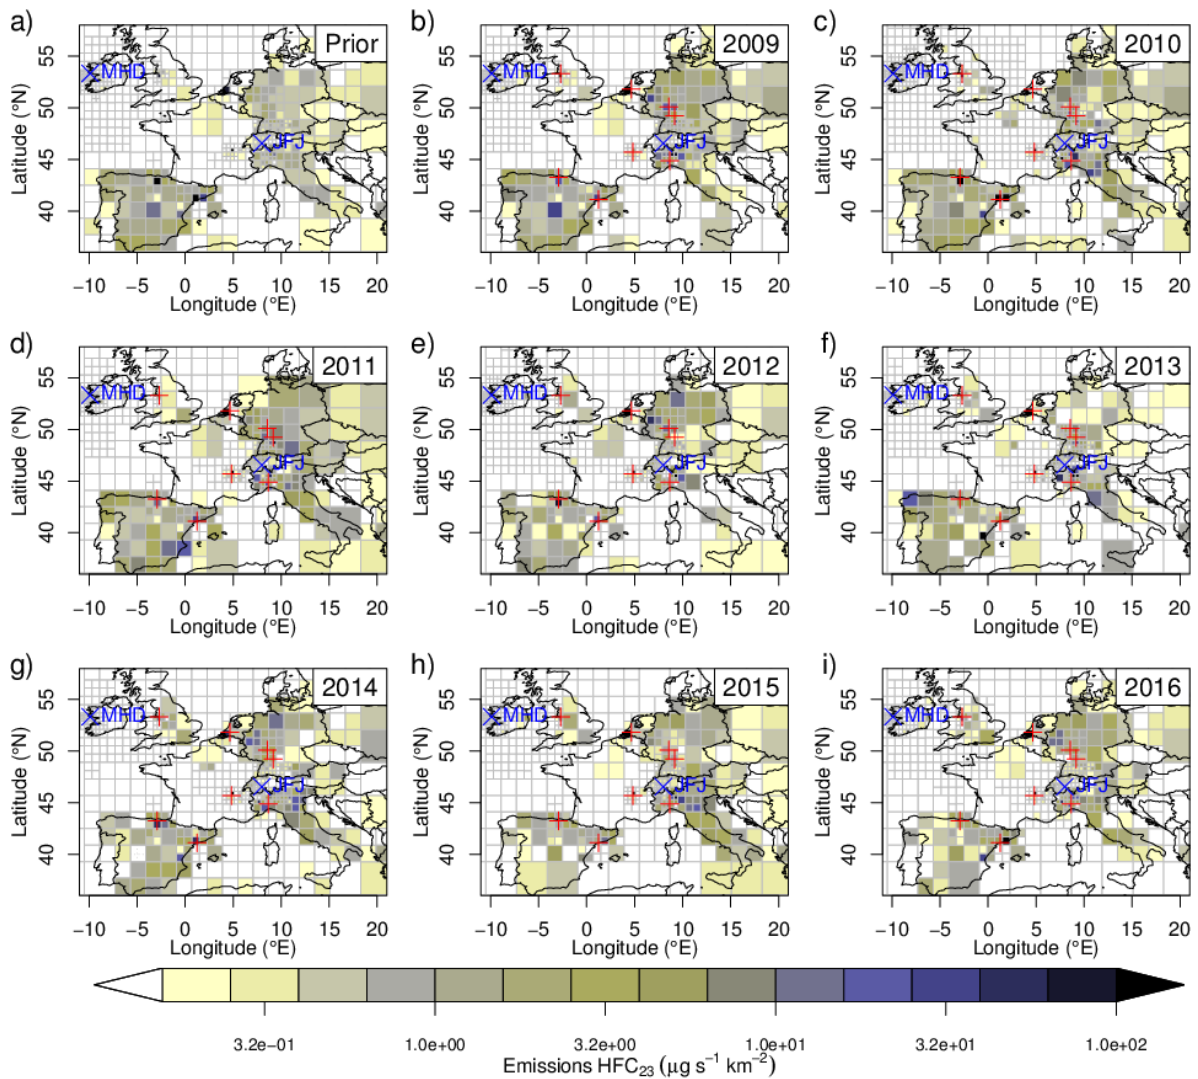 a) Prior
b) 2009
c) 2010
MHD JFJ
MHD JFJ
MHD JFJ
Latitude (°N) 40 45 50 55
Latitude (°N) 40 45 50 55
Latitude (°N) 40 45 50 55
−10 −5 0 5 10 15 20
−10 −5 0 5 10 15 20
−10 −5 0 5 10 15 20
Longitude (°E)
Longitude (°E)
Longitude (°E)
d) 2011
e) 2012
f) 2013
MHD JFJ
MHD JFJ
MHD JFJ
Latitude (°N) 40 45 50 55
Latitude (°N) 40 45 50 55
Latitude (°N) 40 45 50 55
−10 −5 0 5 10 15 20
−10 −5 0 5 10 15 20
−10 −5 0 5 10 15 20
Longitude (°E)
Longitude (°E)
Longitude (°E)
g) 2014
h) 2015
i) 2016
MHD JFJ
MHD JFJ
MHD JFJ
Latitude (°N) 40 45 50 55
Latitude (°N) 40 45 50 55
Latitude (°N) 40 45 50 55
−10 −5 0 5 10 15 20
−10 −5 0 5 10 15 20
−10 −5 0 5 10 15 20
Longitude (°E)
Longitude (°E)
Longitude (°E)
3.2e−01 1.0e+00 3.2e+00 1.0e+01 3.2e+01 1.0e+02
Emissions HFC₂₃ (µg s⁻¹ km⁻²)